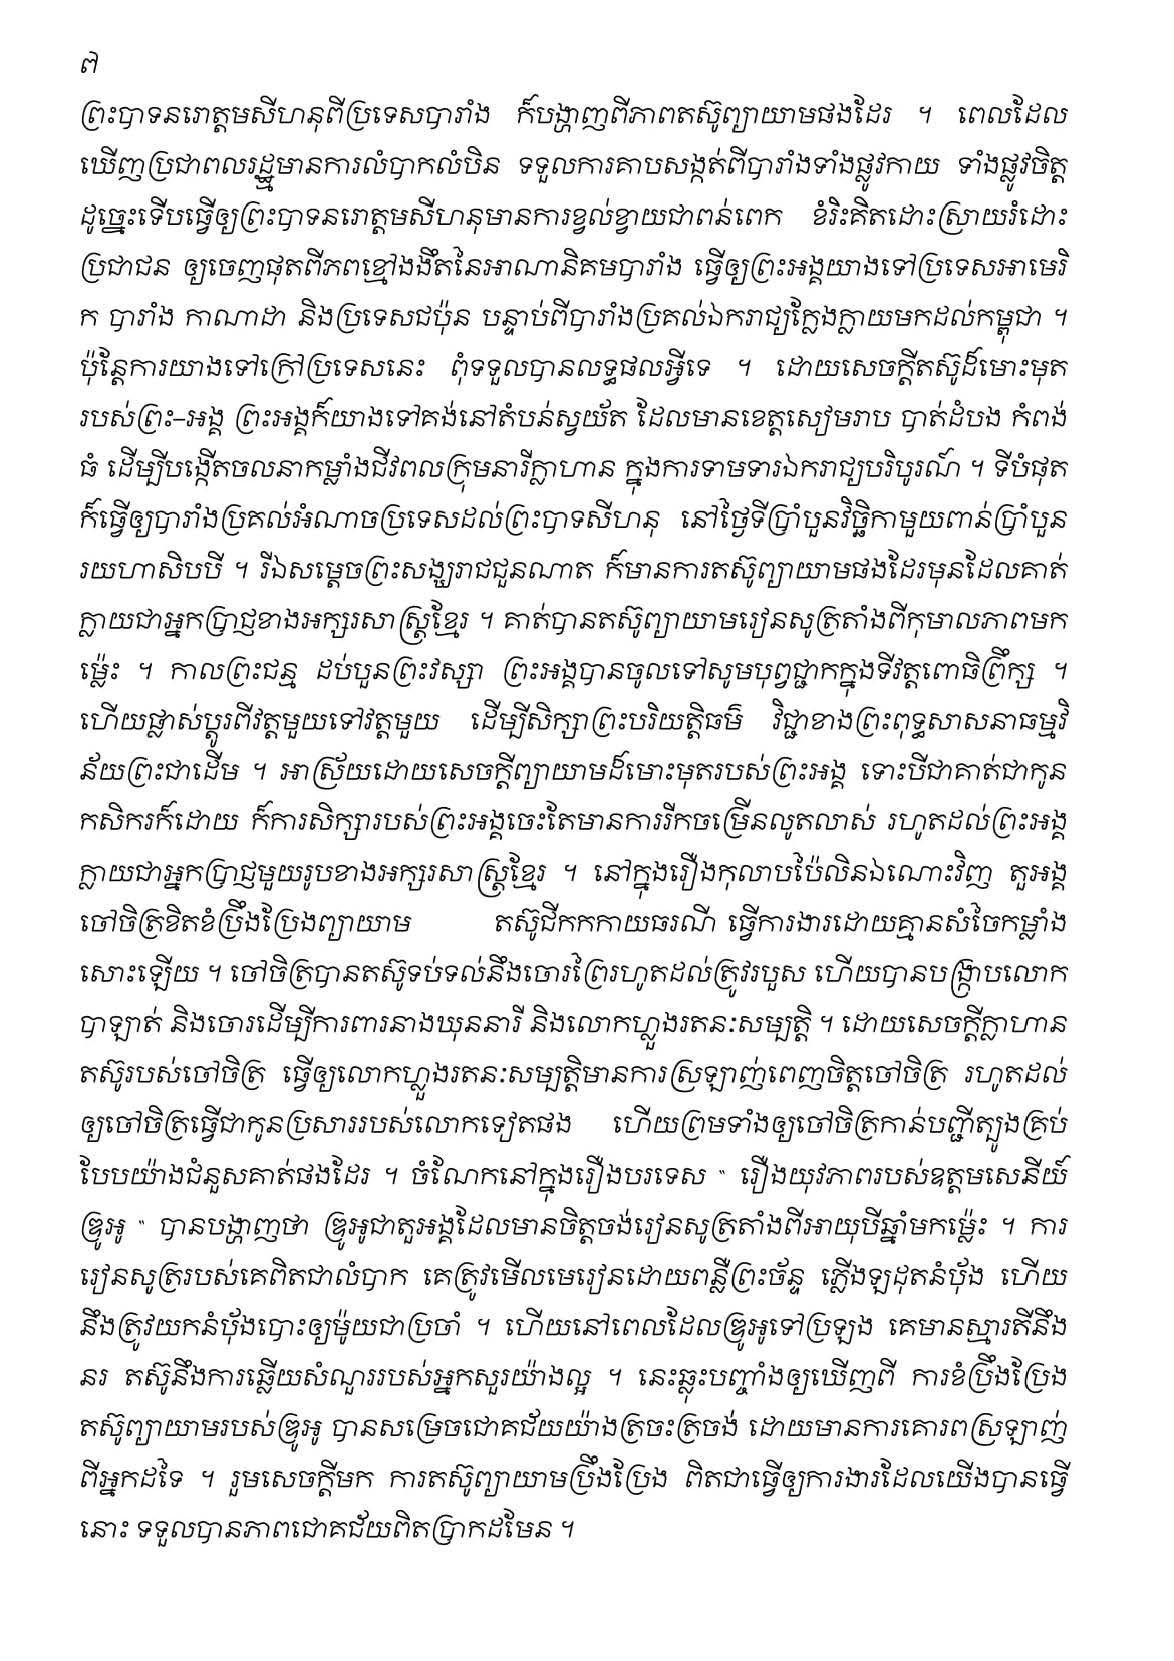 ៧
ព្រះបាទនរោត្តមសីហនុពីប្រទេសបារាំង ក៏បង្ហាញពីភាពតស៊ូព្យាយាមផងដែរ ។ ពេលដែល
ឃើញប្រជាពលរដ្ឋមានការលំបាកលំបិន ទទួលការគាបសង្កត់ពីបារាំងទាំងផ្លូវកាយ ទាំងផ្លូវចិត្ត
ដូច្នេះទើបធ្វើឲ្យព្រះបាទនរោត្តមសីហនុមានការខ្វល់ខ្វាយជាពន់ពេក ខំរិះគិតដោះស្រាយរំដោះ
ប្រជាជន ឲ្យចេញផុតពីភពខ្មៅងងឹតនៃអាណានិគមបារាំង ធ្វើឲ្យព្រះអង្គយាងទៅប្រទេសអាមេរិ
ក បារាំង កាណាដា និងប្រទេសជប៉ុន បន្ទាប់ពីបារាំងប្រគល់ឯករាជ្យក្លែងក្លាយមកដល់កម្ពុជា ។
ប៉ុន្តែការយាងទៅក្រៅប្រទេសនេះ ពុំទទួលបានលទ្ធផលអ្វីទេ ។ ដោយសេចក្តីតស៊ូដ៏មោះមុត
របស់ព្រះ–អង្គ ព្រះអង្គក៏យាងទៅគង់នៅតំបន់ស្វយ័ត ដែលមានខេត្តសៀមរាប បាត់ដំបង កំពង់
ធំ ដើម្បីបង្កើតចលនាកម្លាំងជីវពលក្រុមនារីក្លាហាន ក្នុងការទាមទារឯករាជ្យបរិបូរណ៍ ។ ទីបំផុត
ក៏ធ្វើឲ្យបារាំងប្រគល់អំណាចប្រទេសដល់ព្រះបាទសីហនុ នៅថ្ងៃទីប្រាំបួនវិច្ឆិកាមួយពាន់ប្រាំបួន
រយហាសិបបី ។ រីឯសម្តេចព្រះសង្ឃរាជជួនណាត ក៏មានការតស៊ូព្យាយាមផងដែរមុនដែលគាត់
ក្លាយជាអ្នកប្រាជ្ញខាងអក្សរសាស្ត្រខ្មែរ ។ គាត់បានតស៊ូព្យាយាមរៀនសូត្រតាំងពីកុមាលភាពមក
ម៉្លេះ ។ កាលព្រះជន្ម ដប់បួនព្រះវស្សា ព្រះអង្គបានចូលទៅសូមបុព្វជ្ជាកក្នុងទីវត្តពោធិព្រឹក្ស ។
ហើយផ្លាស់ប្តូរពីវត្តមួយទៅវត្តមួយ ដើម្បីសិក្សាព្រះបរិយត្តិធម៌ វិជ្ជាខាងព្រះពុទ្ធសាសនាធម្មវិ
ន័យព្រះជាដើម ។ អាស្រ័យដោយសេចក្តីព្យាយាមដ៏មោះមុតរបស់ព្រះអង្គ ទោះបីជាគាត់ជាកូន
កសិករក៏ដោយ ក៏ការសិក្សារបស់ព្រះអង្គចេះតែមានការរីកចម្រើនលូតលាស់ រហូតដល់ព្រះអង្គ
ក្លាយជាអ្នកប្រាជ្ញមួយរូបខាងអក្សរសាស្ត្រខ្មែរ ។ នៅក្នុងរឿងកុលាបប៉ៃលិនឯណោះវិញ តួអង្គ
ចៅចិត្រខិតខំប្រឹងប្រែងព្យាយាម តស៊ូជីកកកាយធរណី ធ្វើការងារដោយគ្មានសំចៃកម្លាំង
សោះឡើយ ។ ចៅចិត្របានតស៊ូទប់ទល់នឹងចោរព្រៃរហូតដល់ត្រូវរបួស ហើយបានបង្ក្រាបលោក
បាឡាត់ និងចោរដើម្បីការពារនាងឃុននារី និងលោកហ្លួងរតនៈសម្បត្តិ ។ ដោយសេចក្តីក្លាហាន
តស៊ូរបស់ចៅចិត្រ ធ្វើឲ្យលោកហ្លួងរតនៈសម្បត្តិមានការស្រឡាញ់ពេញចិត្តចៅចិត្រ រហូតដល់
ឲ្យចៅចិត្រធ្វើជាកូនប្រសាររបស់លោកទៀតផង ហើយព្រមទាំងឲ្យចៅចិត្រកាន់បញ្ជីត្បូងគ្រប់
បែបយ៉ាងជំនួសគាត់ផងដែរ ។ ចំណែកនៅក្នុងរឿងបរទេស “ រឿងយុវភាពរបស់ឧត្តមសេនីយ៍
ឌ្រូអូ “ បានបង្ហាញថា ឌ្រូអូជាតួអង្គដែលមានចិត្តចង់រៀនសូត្រតាំងពីអាយុបីឆ្នាំមកម៉្លេះ ។ ការ
រៀនសូត្ររបស់គេពិតជាលំបាក គេត្រូវមើលមេរៀនដោយពន្លឺព្រះច័ន្ទ ភ្លើងឡដុតនំប៉័ង ហើយ
នឹងត្រូវយកនំប៉័ងបោះឲ្យម៉ូយជាប្រចាំ ។ ហើយនៅពេលដែលឌ្រូអូទៅប្រឡង គេមានស្មារតីនឹង
នរ តស៊ូនឹងការឆ្លើយសំណួររបស់អ្នកសួរយ៉ាងល្អ ។ នេះឆ្លុះបញ្ចាំងឲ្យឃើញពី ការខំប្រឹងប្រែង
តស៊ូព្យាយាមរបស់ឌ្រូអូ បានសម្រេចជោគជ័យយ៉ាងត្រចះត្រចង់ ដោយមានការគោរពស្រឡាញ់
ពីអ្នកដទៃ ។ រួមសេចក្តីមក ការតស៊ូព្យាយាមប្រឹងប្រែង ពិតជាធ្វើឲ្យការងារដែលយើងបានធ្វើ
នោះ ទទួលបានភាពជោគជ័យពិតប្រាកដមែន ។